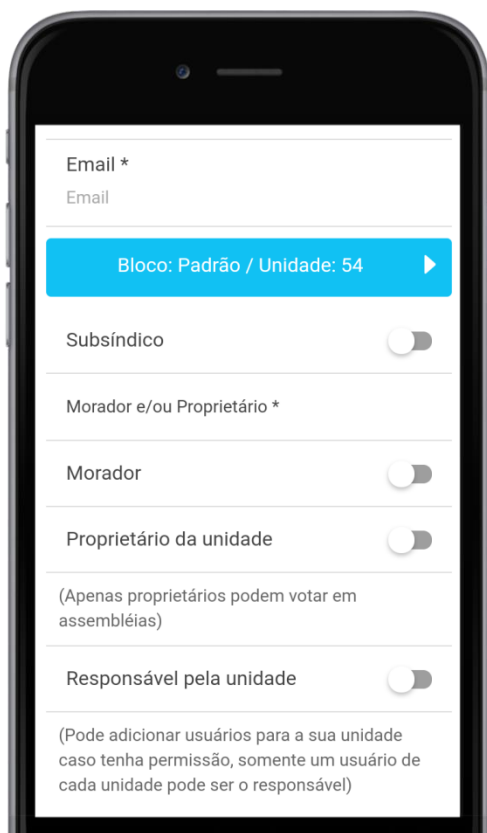 Email *
Email
Bloco: Padrão / Unidade: 54
Subsíndico
Morador e/ou Proprietário *
Morador
Proprietário da unidade
(Apenas proprietários podem votar em
assembléias)
Responsável pela unidade
(Pode adicionar usuários para a sua unidade
caso tenha permissão, somente um usuário de
cada unidade pode ser o responsável)